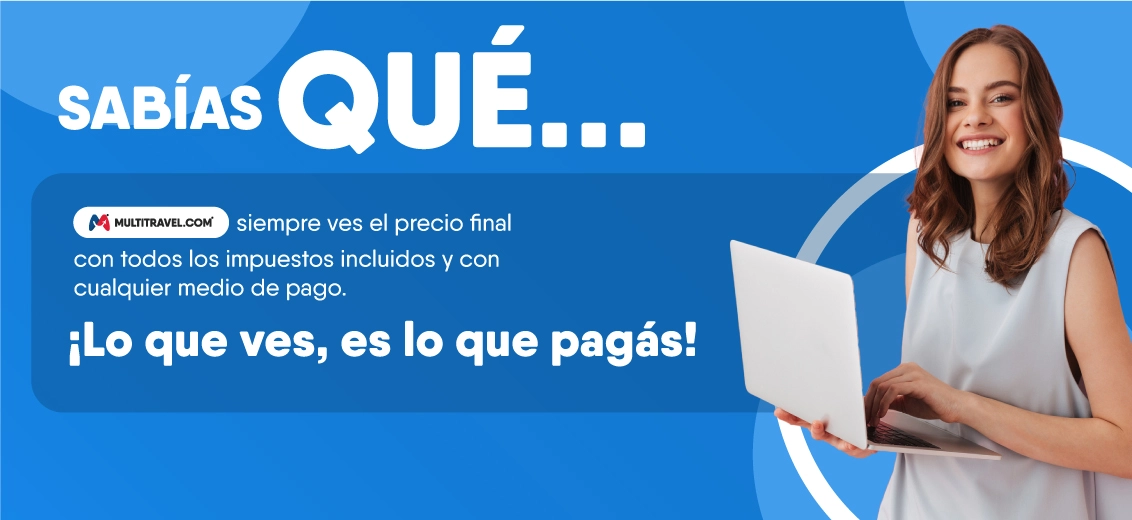 SABÍAS QUÉ...
MULTITRAVEL.COM siempre ves el precio final
con todos los impuestos incluidos y con
cualquier medio de pago.
¡Lo que ves, es lo que pagás!